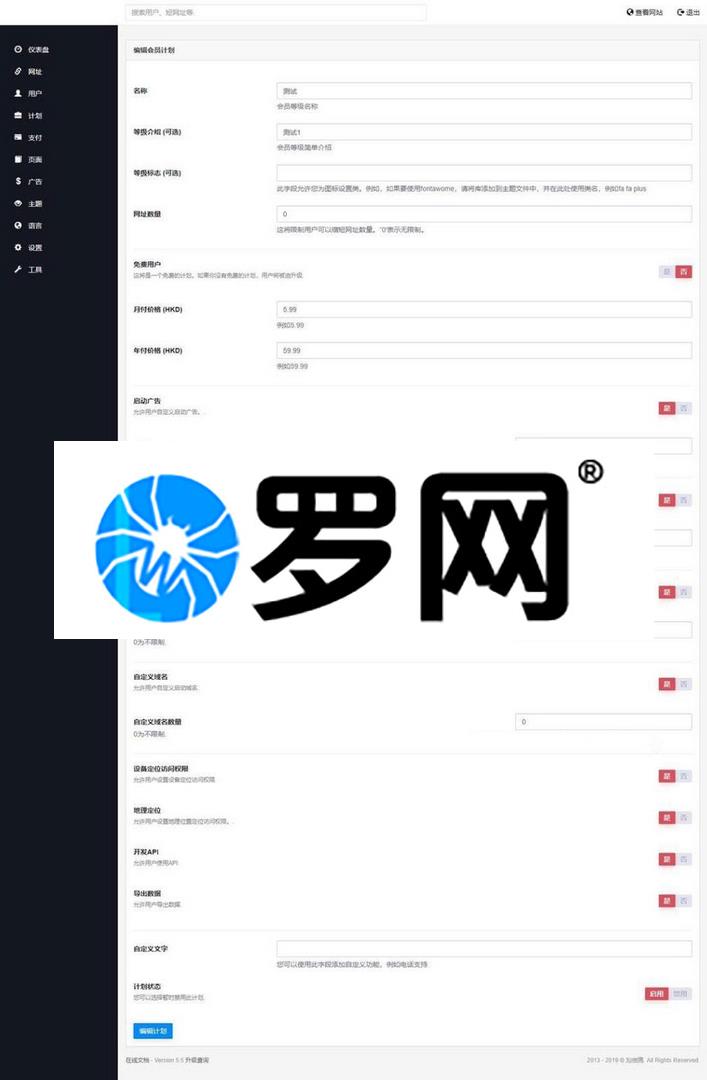 搜索用户、短网址等
查看网站
退出
仪表盘
网址
用户
计划
支付
页面
广告
主题
语言
设置
工具
编辑会员计划
名称
测试
会员等级名称
等级介绍 (可选)
测试1
会员等级简单介绍
等级标志 (可选)
此字段允许您为图标设置类。例如，如果要使用fontawome，请将库添加到主题文件中，并在此处使用类名，例如fa fa plus
网址数量
0
这将限制用户可以缩短网址数量。'0'表示无限制。
免费用户
这将是一个免费的计划。如果你没有免费的计划，用户将被迫升级
是 否
月付价格 (HKD)
5.99
例如5.99
年付价格 (HKD)
59.99
例如59.99
启动广告
允许用户自定义启动广告。
是 否
罗网®
是 否
是 否
0为不限制
自定义域名
允许用户自定义启动域名
是 否
自定义域名数量
0
0为不限制.
设备定位访问权限
允许用户设置设备定位访问权限
是 否
地理定位
允许用户设置地理位置定位访问权限。
是 否
开发API
允许用户使用API
是 否
导出数据
允许用户导出数据
是 否
自定义文字
您可以使用此字段添加自定义功能，例如电话支持
计划状态
您可以选择暂时禁用此计划.
启用 禁用
编辑计划
在线文档 - Version 5.5 升级查询
2013 - 2019 © All Rights Reserved